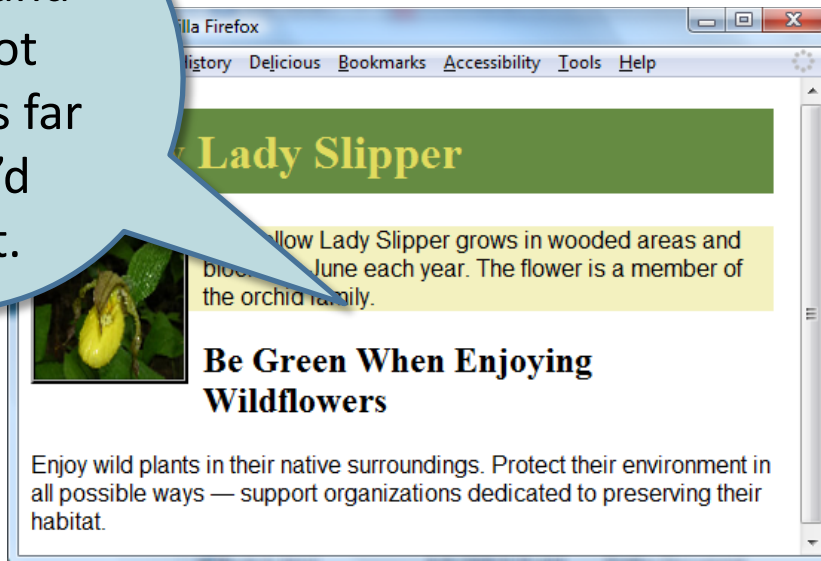 ot
s far
'd
t.
illa Firefox
History Delicious Bookmarks Accessibility Tools Help
Lady Slipper
llow Lady Slipper grows in wooded areas and
June each year. The flower is a member of
the orchid family.
Be Green When Enjoying
Wildflowers
Enjoy wild plants in their native surroundings. Protect their environment in
all possible ways — support organizations dedicated to preserving their
habitat.